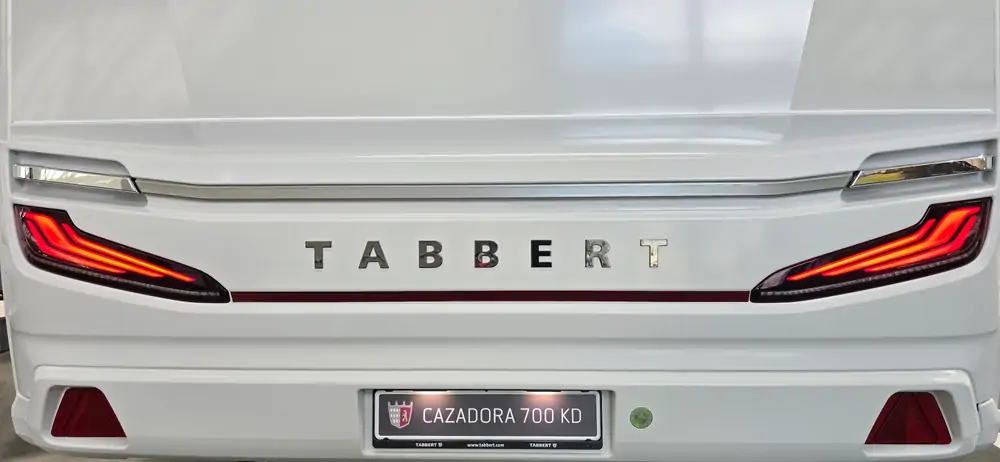 TABBERT
CAZADORA 700 KD
TABBERT www.tabbert.com TABBERT